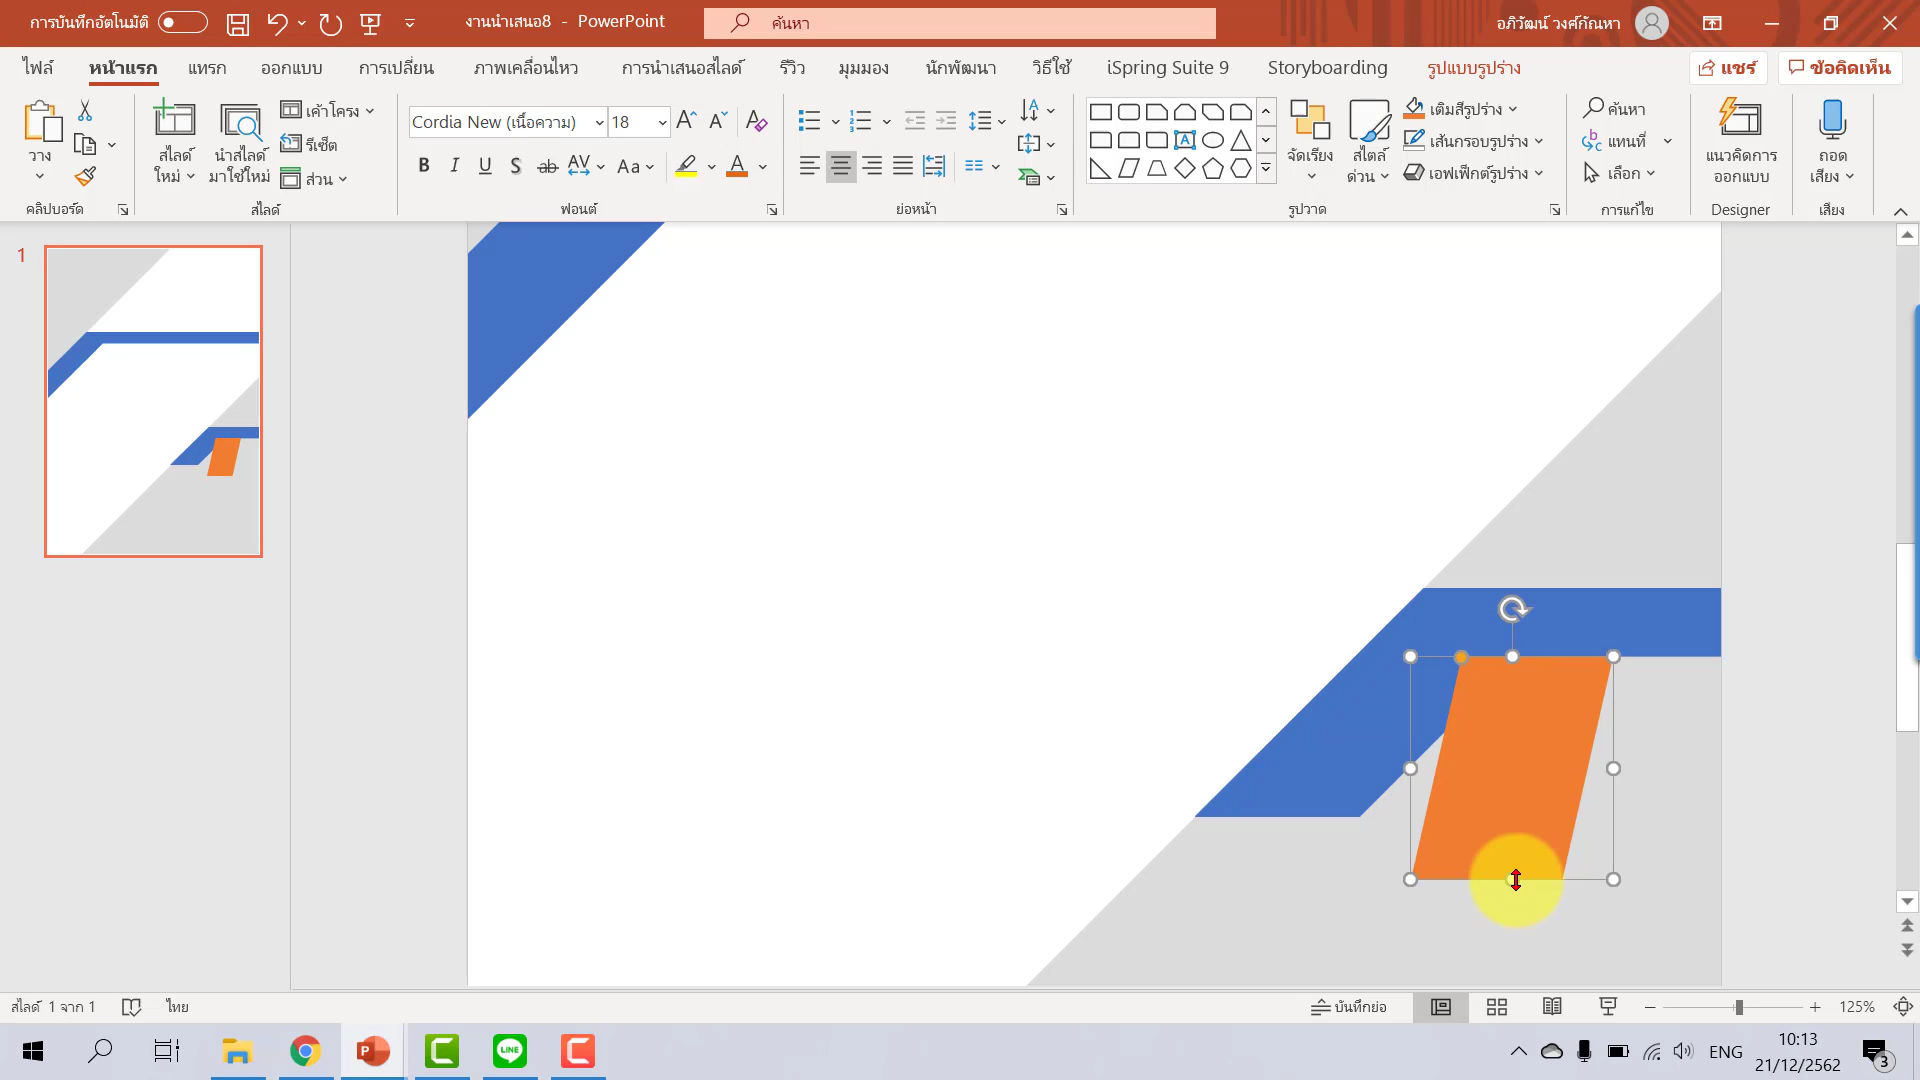 การบันทึกอัตโนมัติ
งานนำเสนอ8 - PowerPoint
ค้นหา
อภิวัฒน์ วงศ์กัณหา
ไฟล์ หน้าแรก แทรก ออกแบบ การเปลี่ยน ภาพเคลื่อนไหว การนำเสนอสไลด์ รีวิว มุมมอง นักพัฒนา วิธีใช้ iSpring Suite 9 Storyboarding รูปแบบรูปร่าง แชร์ ข้อคิดเห็น
วาง
สไลด์
ใหม่
นำสไลด์
มาใช้ใหม่
เค้าโครง
รีเซ็ต
ส่วน
Cordia New (เนื้อความ) 18
B I U S ab AV Aa A
จัดเรียง
สไตล์
ด่วน
เติมสีรูปร่าง
เส้นกรอบรูปร่าง
เอฟเฟ็กต์รูปร่าง
ค้นหา
แทนที่
เลือก
แนวคิดการ
ออกแบบ
ถอด
เสียง
คลิปบอร์ด สไลด์ ฟอนต์ ย่อหน้า รูปวาด การแก้ไข Designer เสียง
1
สไลด์ 1 จาก 1 ไทย บันทึกย่อ 125%
LINE
ENG
10:13
21/12/2562
3